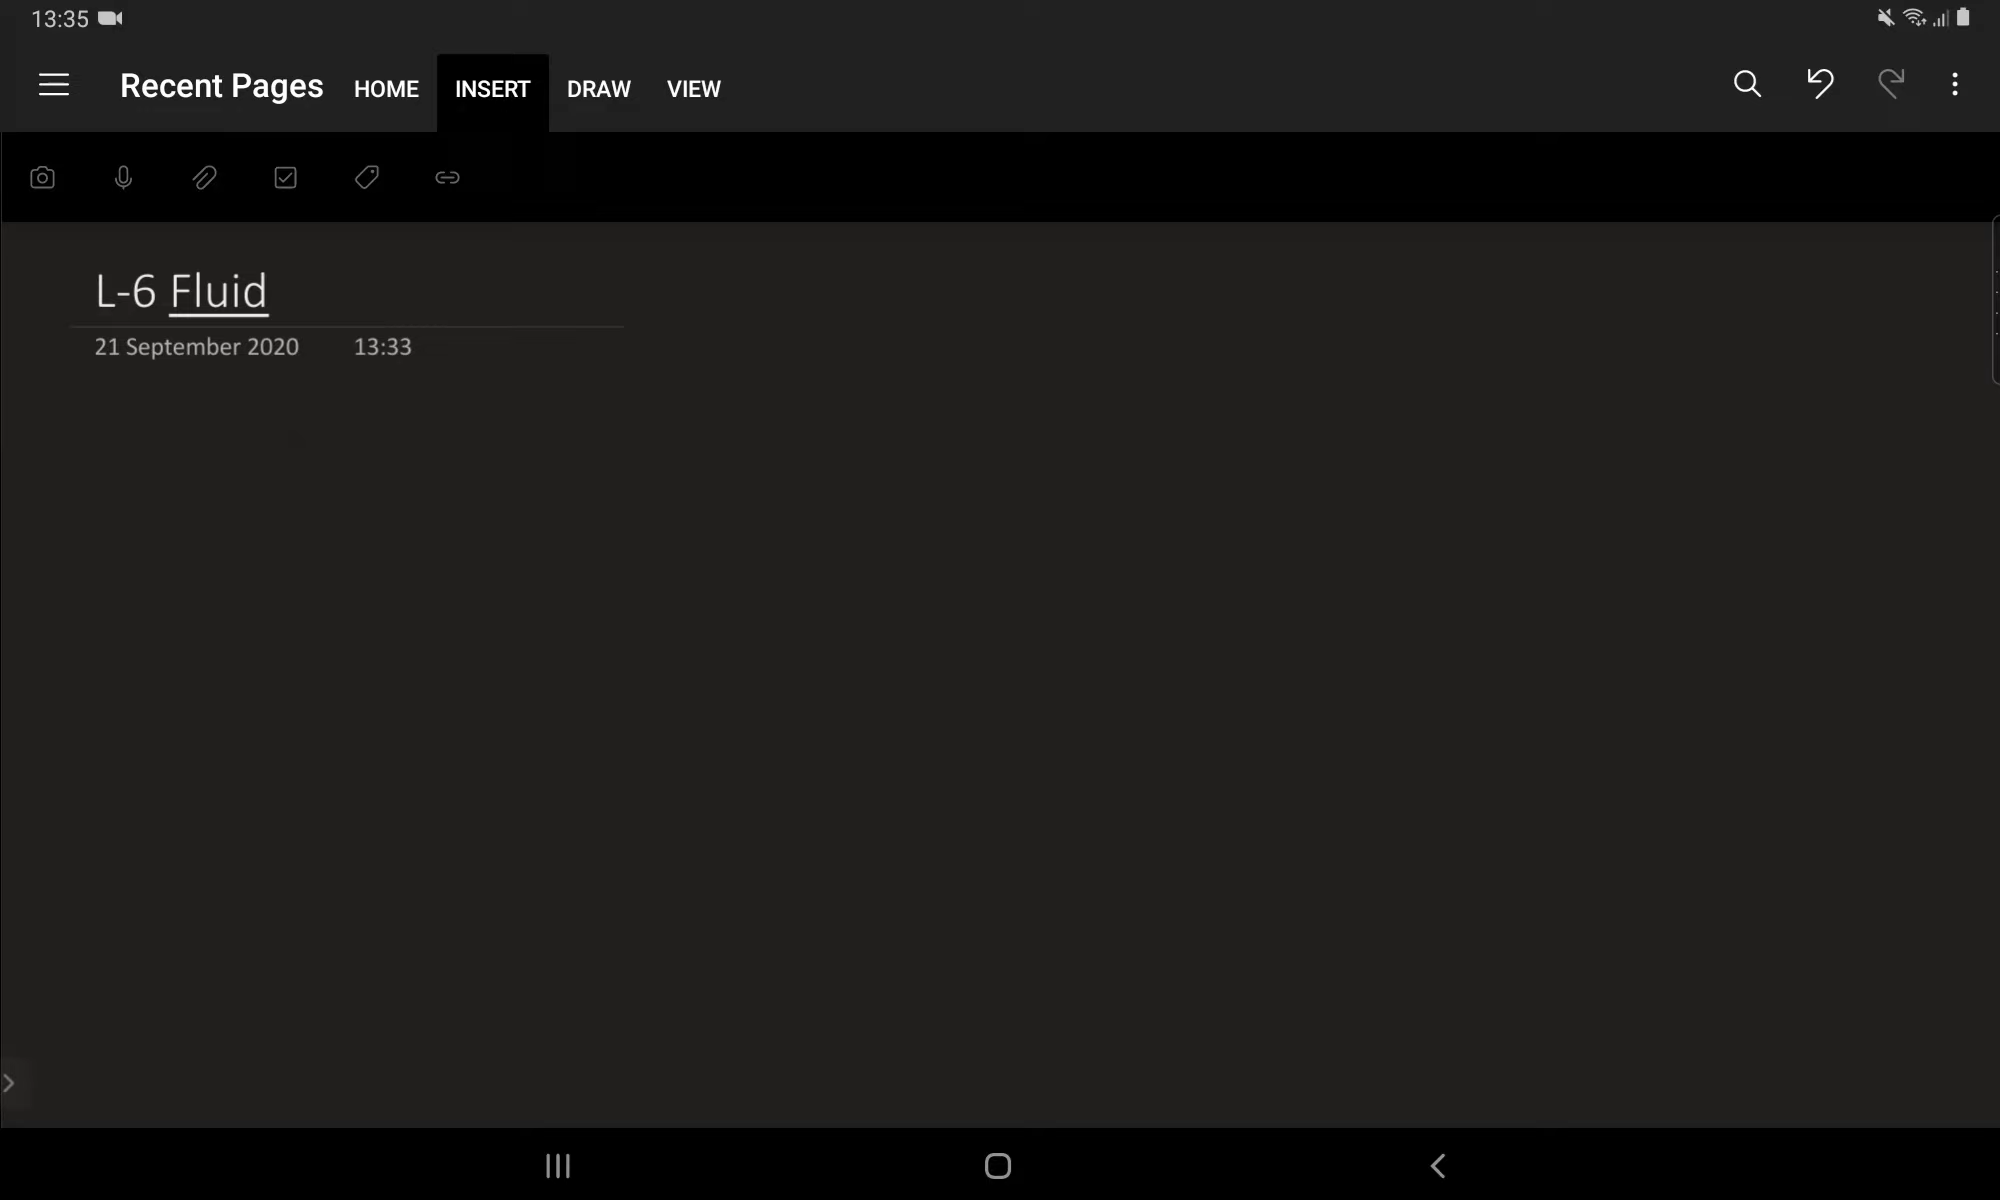 13:35
Recent Pages HOME INSERT DRAW VIEW
L-6 Fluid
21 September 2020 13:33